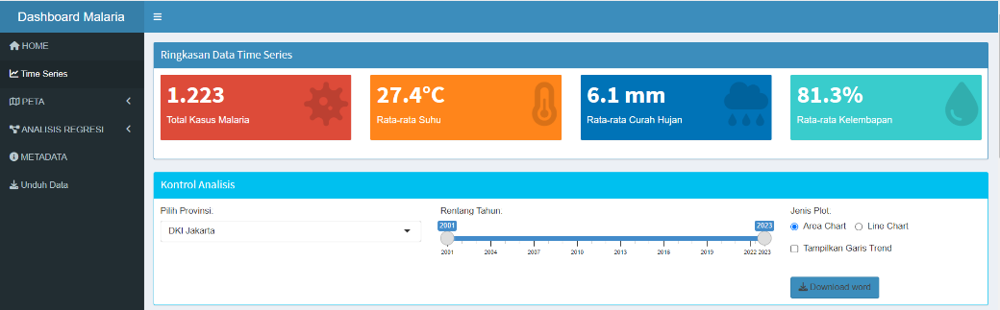 Dashboard Malaria
HOME
Time Series
PETA
ANALISIS REGRESI
METADATA
Unduh Data
Ringkasan Data Time Series
1.223
Total Kasus Malaria
27.4°C
Rata-rata Suhu
6.1 mm
Rata-rata Curah Hujan
81.3%
Rata-rata Kelembapan
Kontrol Analisis
Pilih Provinsi:
DKI Jakarta
Rentang Tahun:
2001 2023
2001 2004 2007 2010 2013 2016 2019 2022 2023
Jenis Plot:
Area Chart Line Chart
Tampilkan Garis Trend
Download word